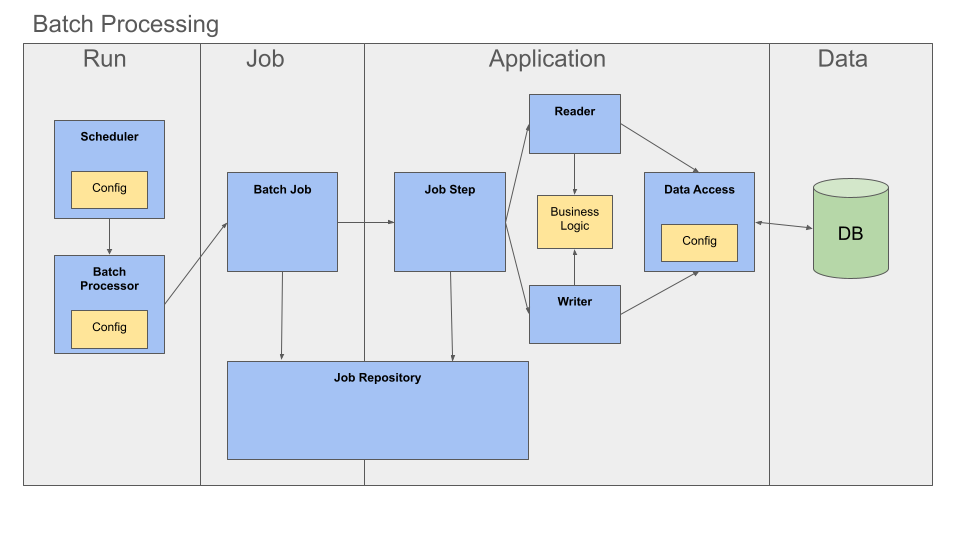 Batch Processing
Run
Job
Application
Data
Scheduler
Config
Batch
Processor
Config
Batch Job
Job Step
Job Repository
Reader
Business
Logic
Writer
Data Access
Config
DB